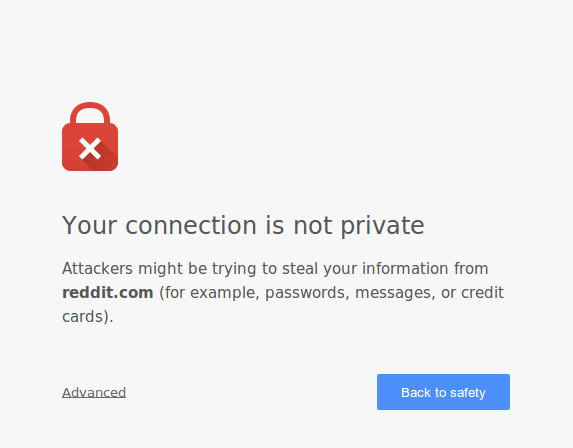 Your connection is not private
Attackers might be trying to steal your information from
reddit.com (for example, passwords, messages, or credit
cards).
Advanced
Back to safety